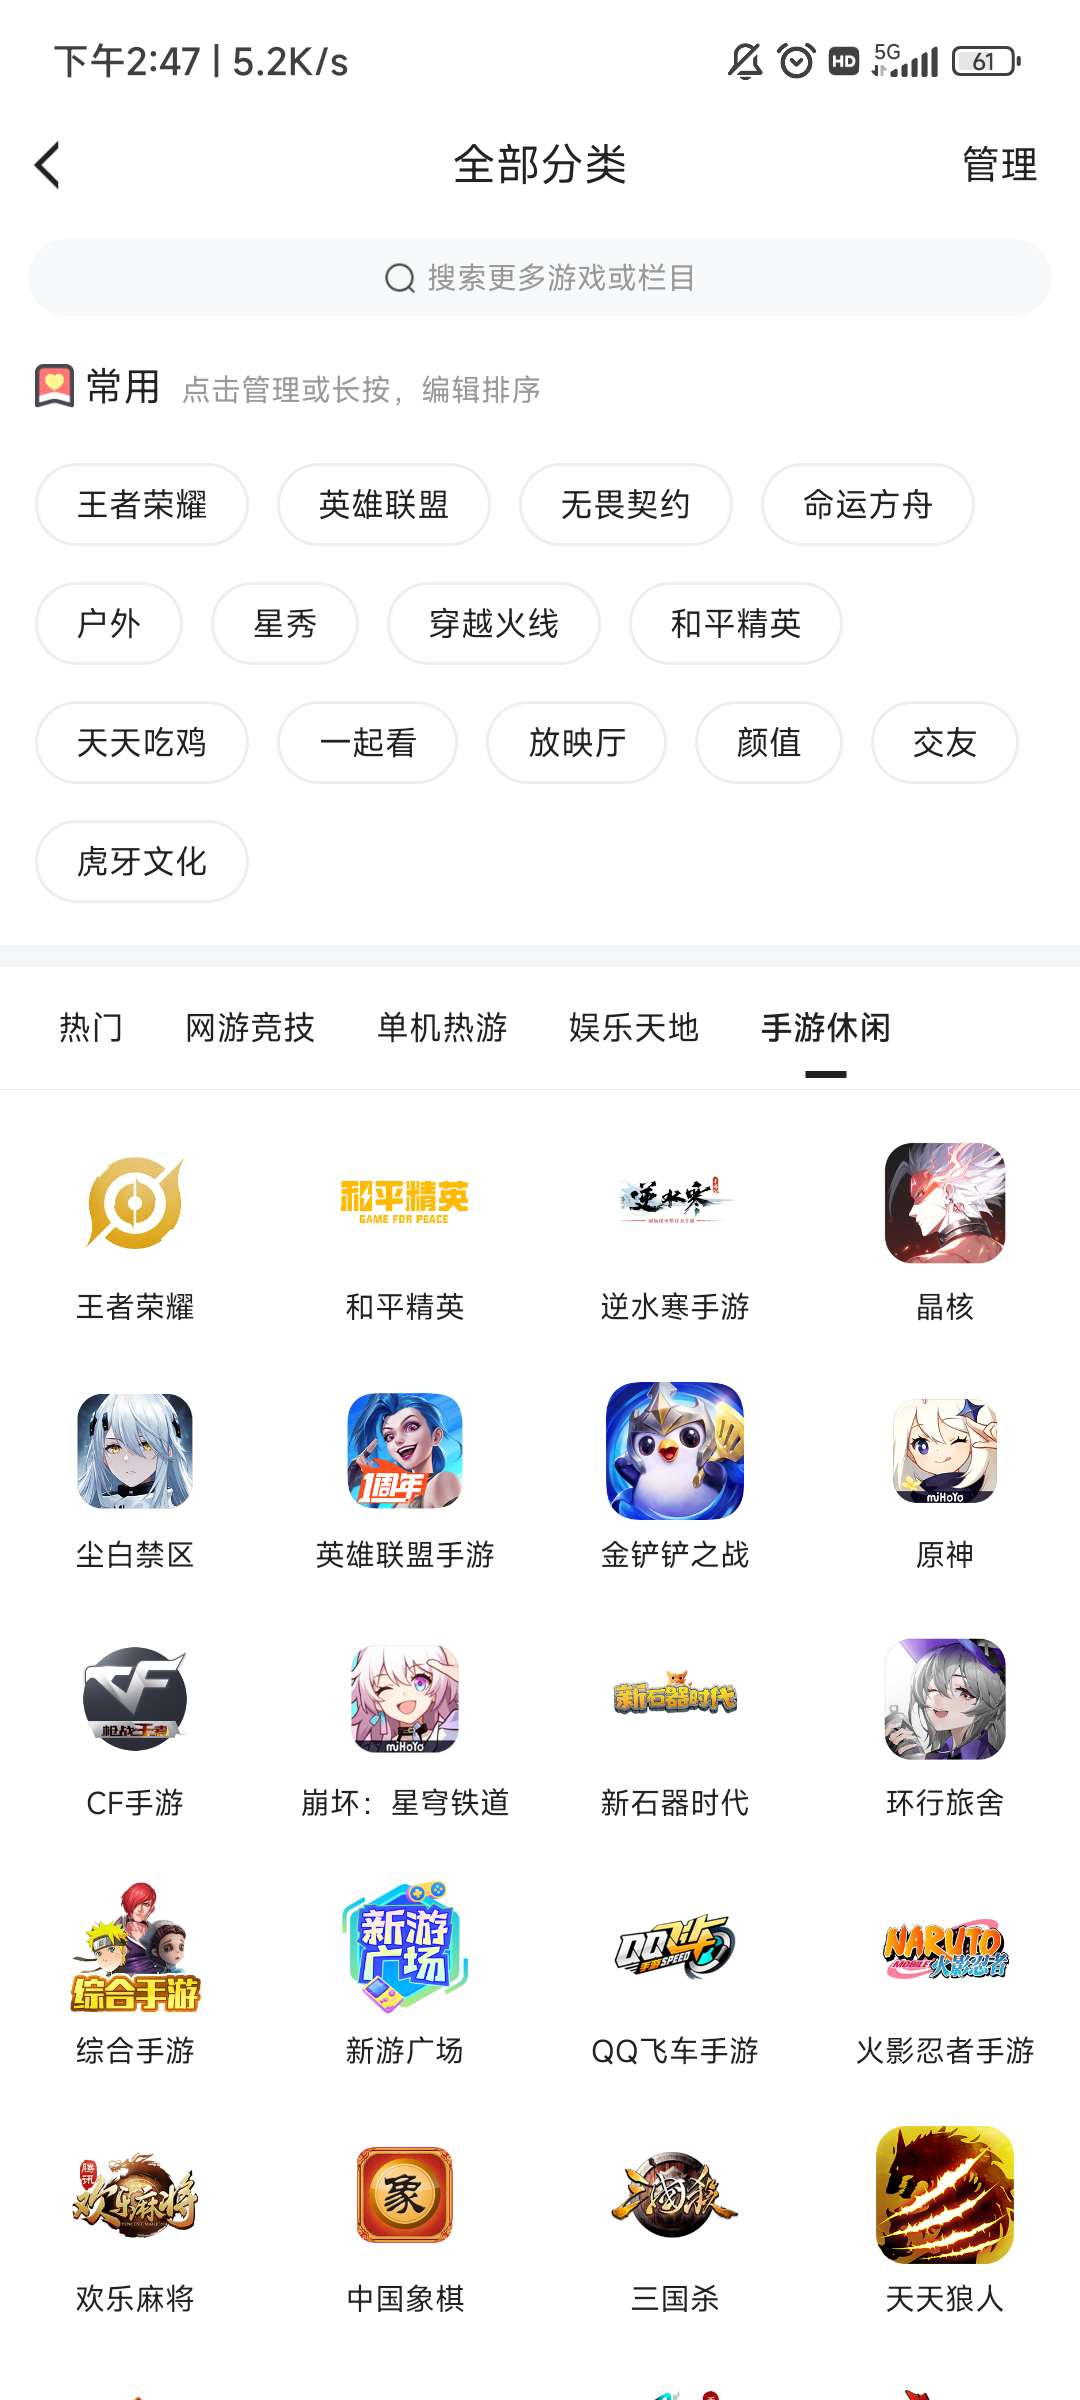 下午2:47 | 5.2K/s
HD 5G 61
全部分类 管理
搜索更多游戏或栏目
常用 点击管理或长按，编辑排序
王者荣耀 英雄联盟 无畏契约 命运方舟
户外 星秀 穿越火线 和平精英
天天吃鸡 一起看 放映厅 颜值 交友
虎牙文化
热门 网游竞技 单机热游 娱乐天地 手游休闲
和平精英
GAME FOR PEACE
逆水寒
王者荣耀 和平精英 逆水寒手游 晶核
1周年
miHoYo
尘白禁区 英雄联盟手游 金铲铲之战 原神
CF
枪战王者
miHoYo
新石器时代
CF手游 崩坏：星穹铁道 新石器时代 环行旅舍
综合手游
新游广场
QQ飞车
手游 SPEED
NARUTO
MOBILE 火影忍者
综合手游 新游广场 QQ飞车手游 火影忍者手游
腾讯
欢乐麻将
象
三国殺
欢乐麻将 中国象棋 三国杀 天天狼人